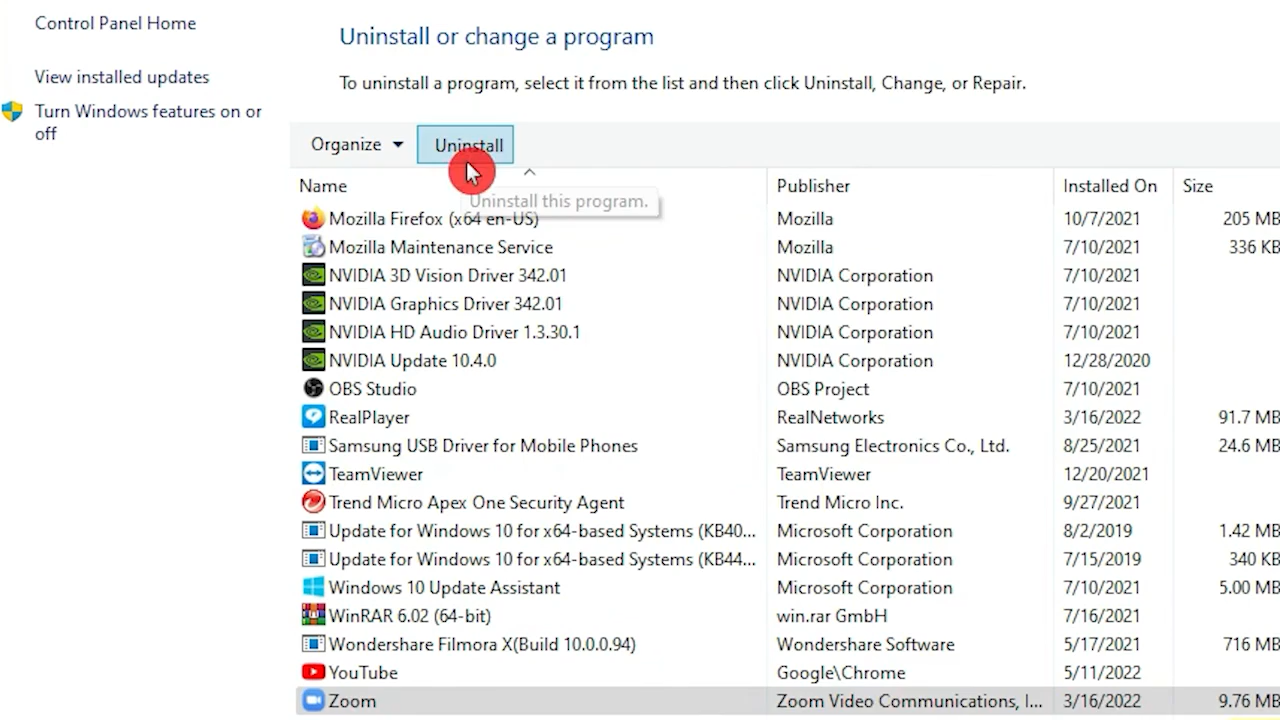 Control Panel Home
View installed updates
Turn Windows features on or
off
Uninstall or change a program
To uninstall a program, select it from the list and then click Uninstall, Change, or Repair.
Organize Uninstall
Uninstall this program.
Name Publisher Installed On Size
Mozilla Firefox (x64 en-US) Mozilla 10/7/2021 205 MB
Mozilla Maintenance Service Mozilla 7/10/2021 336 KB
NVIDIA 3D Vision Driver 342.01 NVIDIA Corporation 7/10/2021
NVIDIA Graphics Driver 342.01 NVIDIA Corporation 7/10/2021
NVIDIA HD Audio Driver 1.3.30.1 NVIDIA Corporation 7/10/2021
NVIDIA Update 10.4.0 NVIDIA Corporation 12/28/2020
OBS Studio OBS Project 7/10/2021
RealPlayer RealNetworks 3/16/2022 91.7 MB
Samsung USB Driver for Mobile Phones Samsung Electronics Co., Ltd. 8/25/2021 24.6 MB
TeamViewer TeamViewer 12/20/2021
Trend Micro Apex One Security Agent Trend Micro Inc. 9/27/2021
Update for Windows 10 for x64-based Systems (KB40... Microsoft Corporation 8/2/2019 1.42 MB
Update for Windows 10 for x64-based Systems (KB44... Microsoft Corporation 7/15/2019 340 KB
Windows 10 Update Assistant Microsoft Corporation 7/10/2021 5.00 MB
WinRAR 6.02 (64-bit) win.rar GmbH 7/16/2021
Wondershare Filmora X(Build 10.0.0.94) Wondershare Software 5/17/2021 716 MB
YouTube Google\Chrome 5/11/2022
Zoom Zoom Video Communications, I... 3/16/2022 9.76 MB